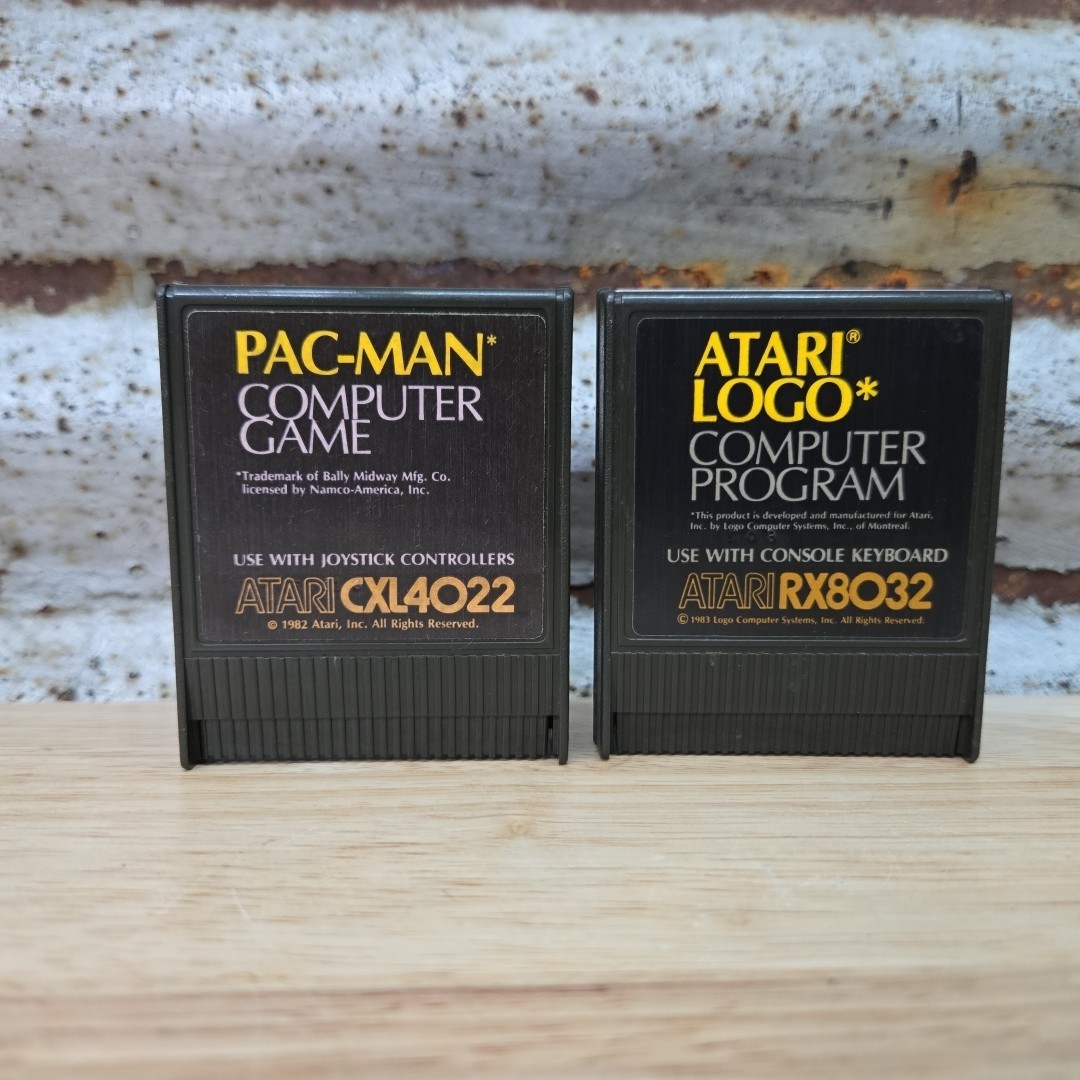 PAC-MAN*
COMPUTER
GAME
*Trademark of Bally Midway Mfg. Co.
licensed by Namco-America, Inc.
USE WITH JOYSTICK CONTROLLERS
ATARI CXL4022
© 1982 Atari, Inc. All Rights Reserved.
ATARI®
LOGO*
COMPUTER
PROGRAM
*This product is developed and manufactured for Atari,
Inc. by Logo Computer Systems, Inc., of Montreal.
USE WITH CONSOLE KEYBOARD
ATARI RX8032
© 1983 Logo Computer Systems, Inc. All Rights Reserved.